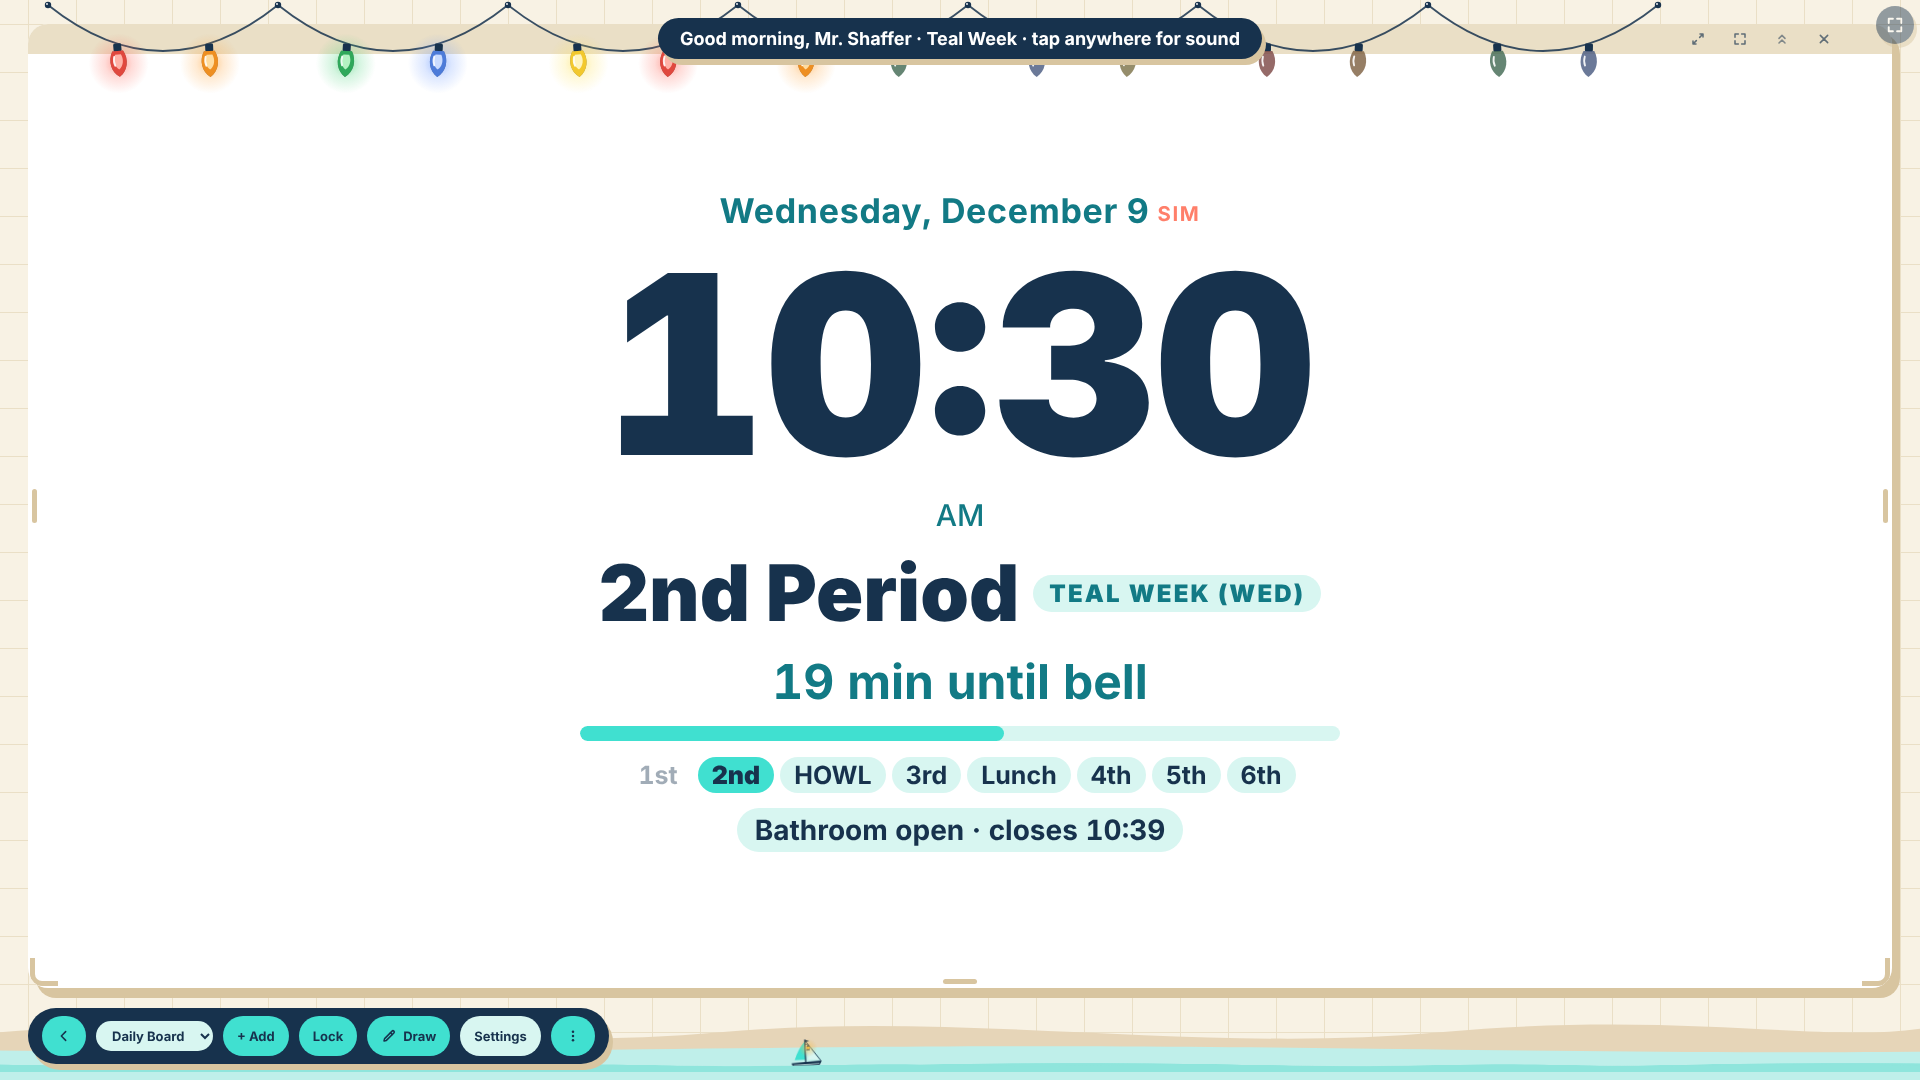 Good morning, Mr. Shaffer · Teal Week · tap anywhere for sound
Wednesday, December 9 SIM
10:30
AM
2nd Period TEAL WEEK (WED)
19 min until bell
1st 2nd HOWL 3rd Lunch 4th 5th 6th
Bathroom open · closes 10:39
Daily Board + Add Lock Draw Settings